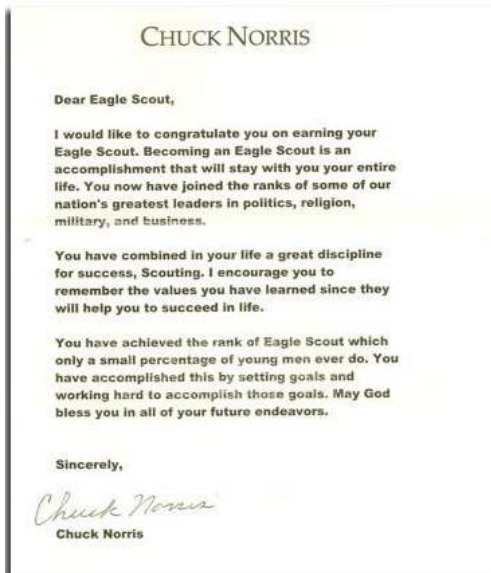 CHUCK NORRIS
Dear Eagle Scout,
I would like to congratulate you on earning your
Eagle Scout. Becoming an Eagle Scout is an
accomplishment that will stay with you your entire
life. You now have joined the ranks of some of our
nation's greatest leaders in politics, religion,
military, and business.
You have combined in your life a great discipline
for success, Scouting. I encourage you to
remember the values you have learned since they
will help you to succeed in life.
You have achieved the rank of Eagle Scout which
only a small percentage of young men ever do. You
have accomplished this by setting goals and
working hard to accomplish those goals. May God
bless you in all of your future endeavors.
Sincerely,
Chuck Norris
Chuck Norris